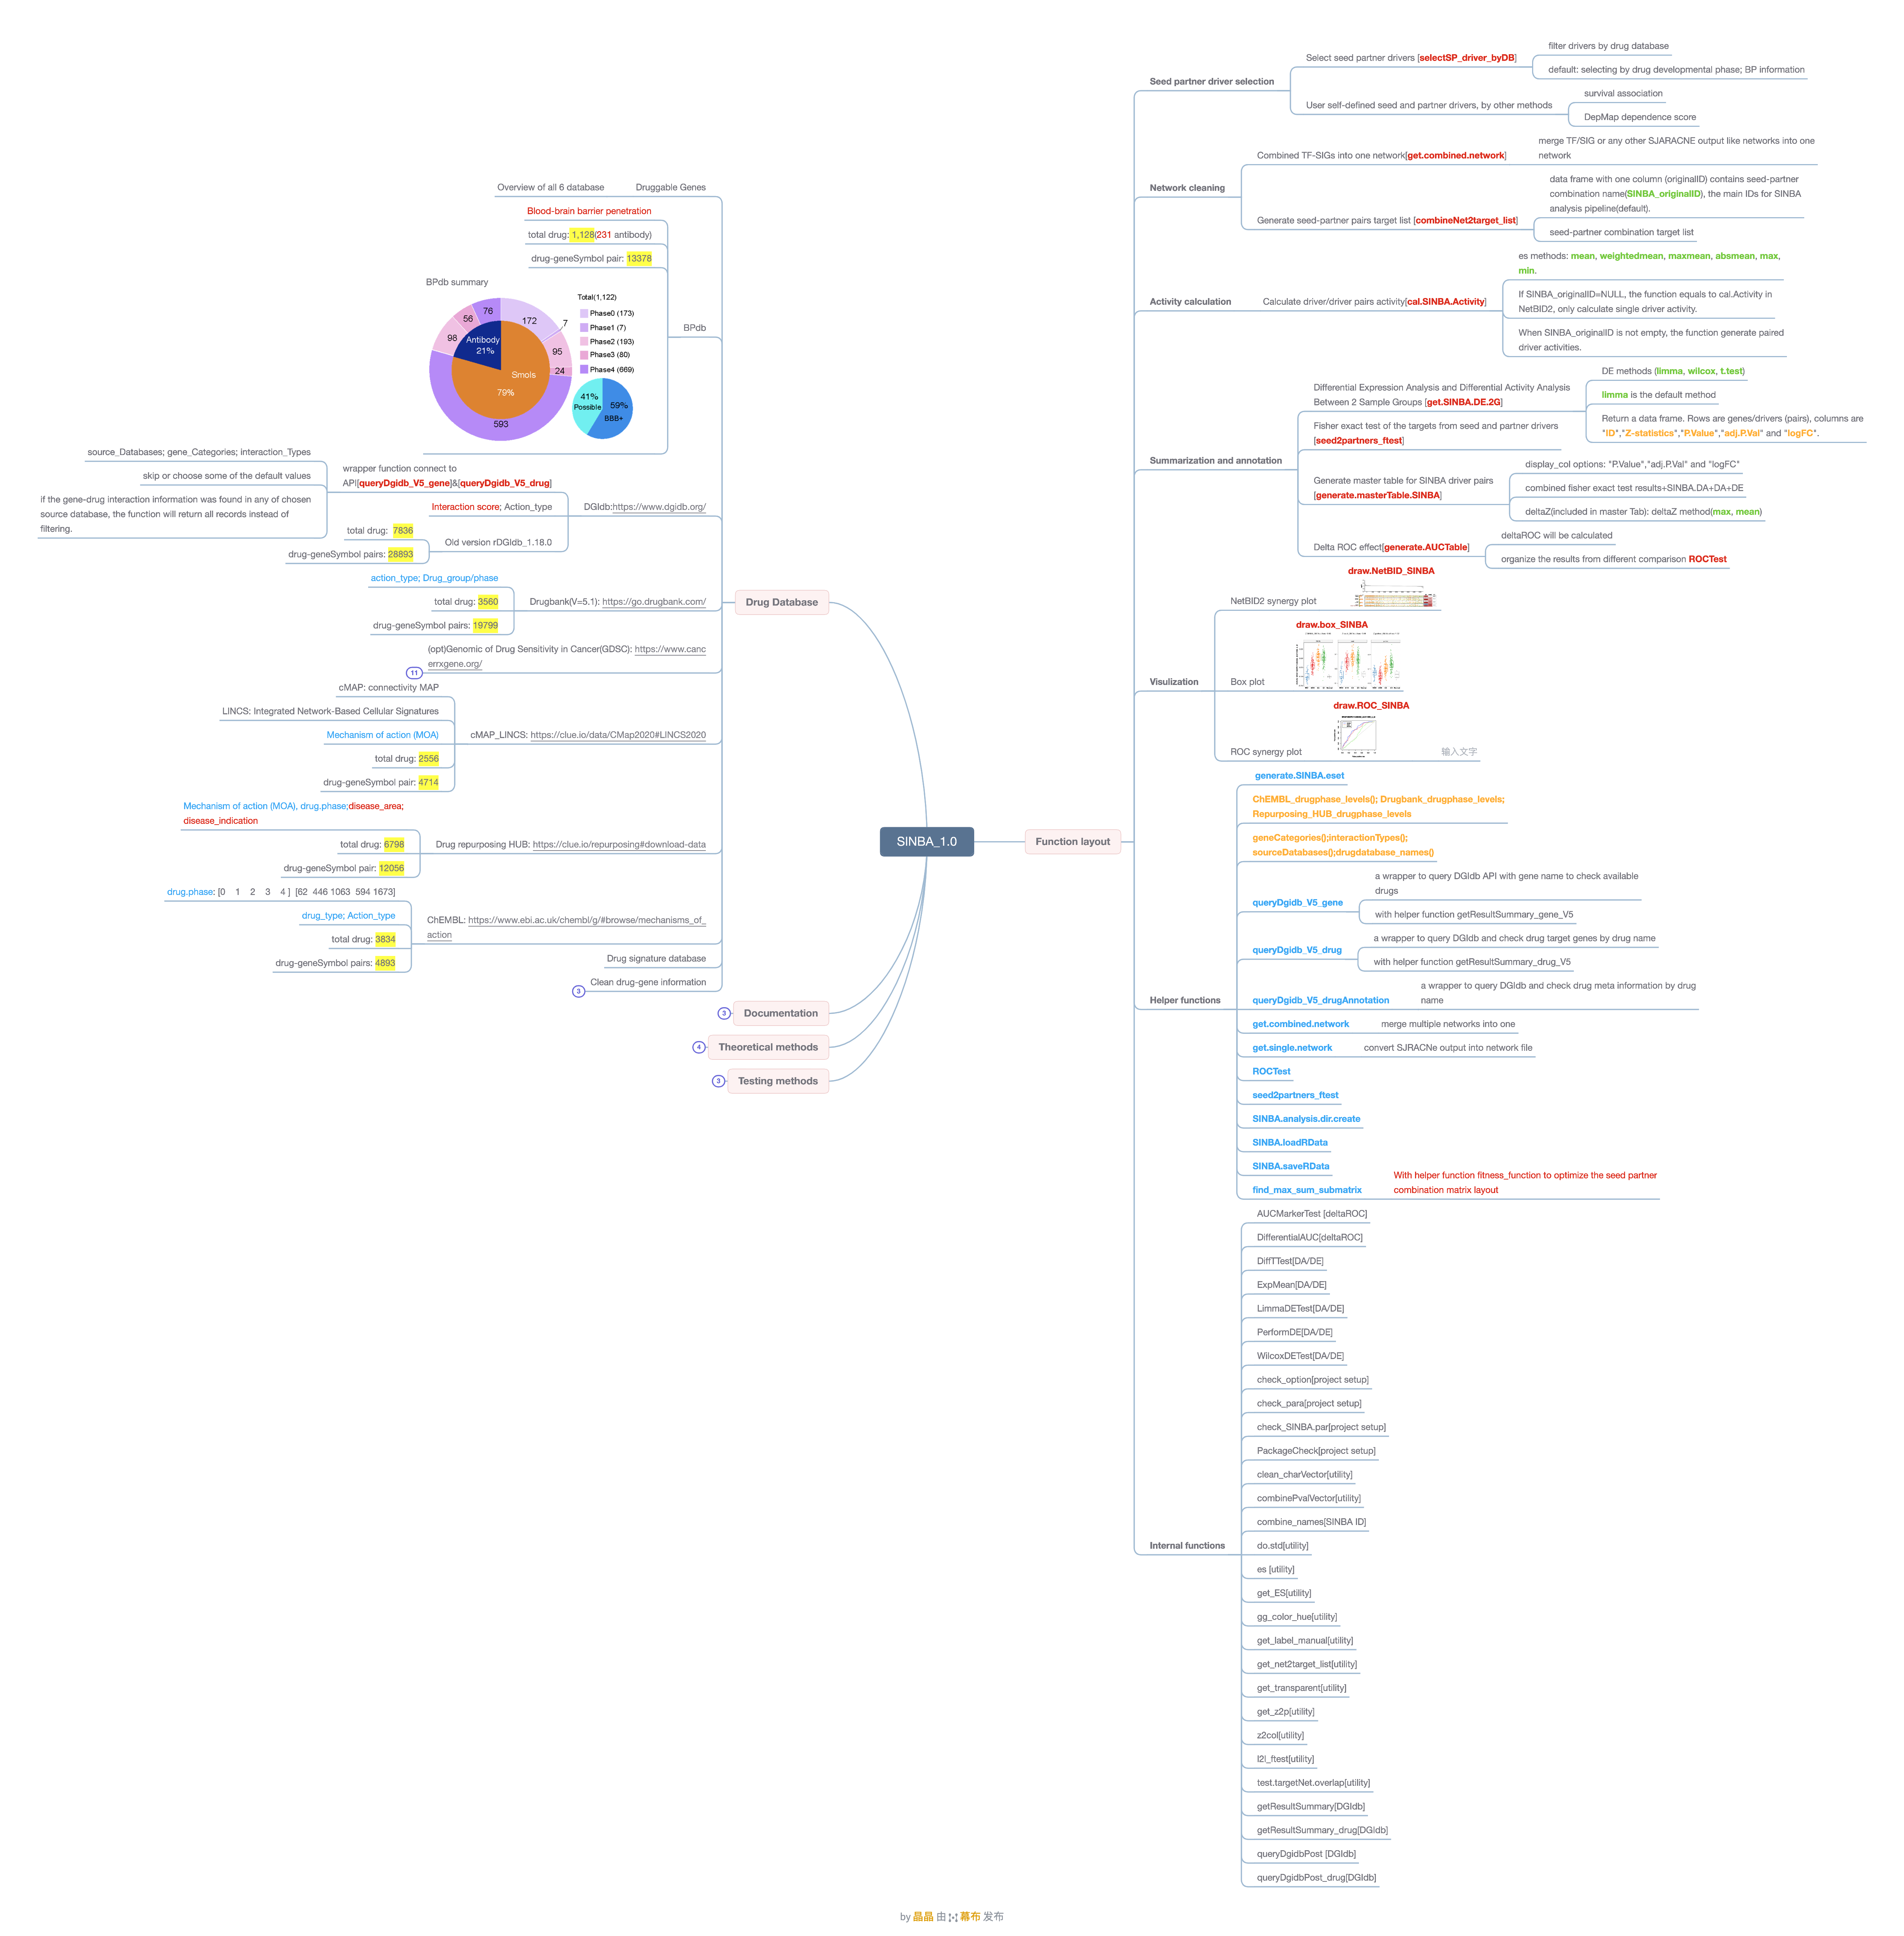 SINBA_1.0
Drug Database
Druggable Genes
Overview of all 6 database
BPdb
Blood-brain barrier penetration
total drug: 1,128(231 antibody)
drug-geneSymbol pair: 13378
BPdb summary
Total(1,122)
Phase0 (173)
Phase1 (7)
Phase2 (193)
Phase3 (80)
Phase4 (669)
76
172
7
56
98
95
24
593
Antibody
21%
Smols
79%
41%
Possible
59%
BBB+
DGIdb:https://www.dgidb.org/
wrapper function connect to
API[queryDgidb_V5_gene]&[queryDgidb_V5_drug]
source_Databases; gene_Categories; interaction_Types
skip or choose some of the default values
if the gene-drug interaction information was found in any of chosen
source database, the function will return all records instead of
filtering.
Interaction score; Action_type
Old version rDGIdb_1.18.0
total drug: 7836
drug-geneSymbol pairs: 28893
Drugbank(V=5.1): https://go.drugbank.com/
action_type; Drug_group/phase
total drug: 3560
drug-geneSymbol pairs: 19799
(opt)Genomic of Drug Sensitivity in Cancer(GDSC): https://www.canc
errxgene.org/
11
cMAP_LINCS: https://clue.io/data/CMap2020#LINCS2020
cMAP: connectivity MAP
LINCS: Integrated Network-Based Cellular Signatures
Mechanism of action (MOA)
total drug: 2556
drug-geneSymbol pair: 4714
Drug repurposing HUB: https://clue.io/repurposing#download-data
Mechanism of action (MOA), drug.phase;disease_area;
disease_indication
total drug: 6798
drug-geneSymbol pair: 12056
ChEMBL: https://www.ebi.ac.uk/chembl/g/#browse/mechanisms_of_
action
drug.phase: [0 1 2 3 4 ] [62 446 1063 594 1673]
drug_type; Action_type
total drug: 3834
drug-geneSymbol pairs: 4893
Drug signature database
Clean drug-gene information
3
Documentation
3
Theoretical methods
4
Testing methods
3
Function layout
Seed partner driver selection
Select seed partner drivers [selectSP_driver_byDB]
filter drivers by drug database
default: selecting by drug developmental phase; BP information
User self-defined seed and partner drivers, by other methods
survival association
DepMap dependence score
Network cleaning
Combined TF-SIGs into one network[get.combined.network]
merge TF/SIG or any other SJARACNE output like networks into one
network
Generate seed-partner pairs target list [combineNet2target_list]
data frame with one column (originalID) contains seed-partner
combination name(SINBA_originalID), the main IDs for SINBA
analysis pipeline(default).
seed-partner combination target list
Activity calculation
Calculate driver/driver pairs activity[cal.SINBA.Activity]
es methods: mean, weightedmean, maxmean, absmean, max,
min.
If SINBA_originalID=NULL, the function equals to cal.Activity in
NetBID2, only calculate single driver activity.
When SINBA_originalID is not empty, the function generate paired
driver activities.
Summarization and annotation
Differential Expression Analysis and Differential Activity Analysis
Between 2 Sample Groups [get.SINBA.DE.2G]
DE methods (limma, wilcox, t.test)
limma is the default method
Return a data frame. Rows are genes/drivers (pairs), columns are
"ID","Z-statistics","P.Value","adj.P.Val" and "logFC".
Fisher exact test of the targets from seed and partner drivers
[seed2partners_ftest]
Generate master table for SINBA driver pairs
[generate.masterTable.SINBA]
display_col options: "P.Value","adj.P.Val" and "logFC"
combined fisher exact test results+SINBA.DA+DA+DE
deltaZ(included in master Tab): deltaZ method(max, mean)
Delta ROC effect[generate.AUCTable]
deltaROC will be calculated
organize the results from different comparison ROCTest
Visulization
NetBID2 synergy plot
draw.NetBID_SINBA
Box plot
draw.box_SINBA
ROC synergy plot
draw.ROC_SINBA
输入文字
Helper functions
generate.SINBA.eset
ChEMBL_drugphase_levels(); Drugbank_drugphase_levels;
Repurposing_HUB_drugphase_levels
geneCategories();interactionTypes();
sourceDatabases();drugdatabase_names()
queryDgidb_V5_gene
a wrapper to query DGIdb API with gene name to check available
drugs
with helper function getResultSummary_gene_V5
queryDgidb_V5_drug
a wrapper to query DGIdb and check drug target genes by drug name
with helper function getResultSummary_drug_V5
queryDgidb_V5_drugAnnotation
a wrapper to query DGIdb and check drug meta information by drug
name
get.combined.network
merge multiple networks into one
get.single.network
convert SJRACNe output into network file
ROCTest
seed2partners_ftest
SINBA.analysis.dir.create
SINBA.loadRData
SINBA.saveRData
find_max_sum_submatrix
With helper function fitness_function to optimize the seed partner
combination matrix layout
Internal functions
AUCMarkerTest [deltaROC]
DifferentialAUC[deltaROC]
DiffTTest[DA/DE]
ExpMean[DA/DE]
LimmaDETest[DA/DE]
PerformDE[DA/DE]
WilcoxDETest[DA/DE]
check_option[project setup]
check_para[project setup]
check_SINBA.par[project setup]
PackageCheck[project setup]
clean_charVector[utility]
combinePvalVector[utility]
combine_names[SINBA ID]
do.std[utility]
es [utility]
get_ES[utility]
gg_color_hue[utility]
get_label_manual[utility]
get_net2target_list[utility]
get_transparent[utility]
get_z2p[utility]
z2col[utility]
l2l_ftest[utility]
test.targetNet.overlap[utility]
getResultSummary[DGIdb]
getResultSummary_drug[DGIdb]
queryDgidbPost [DGIdb]
queryDgidbPost_drug[DGIdb]
by 晶晶 由 幕布 发布